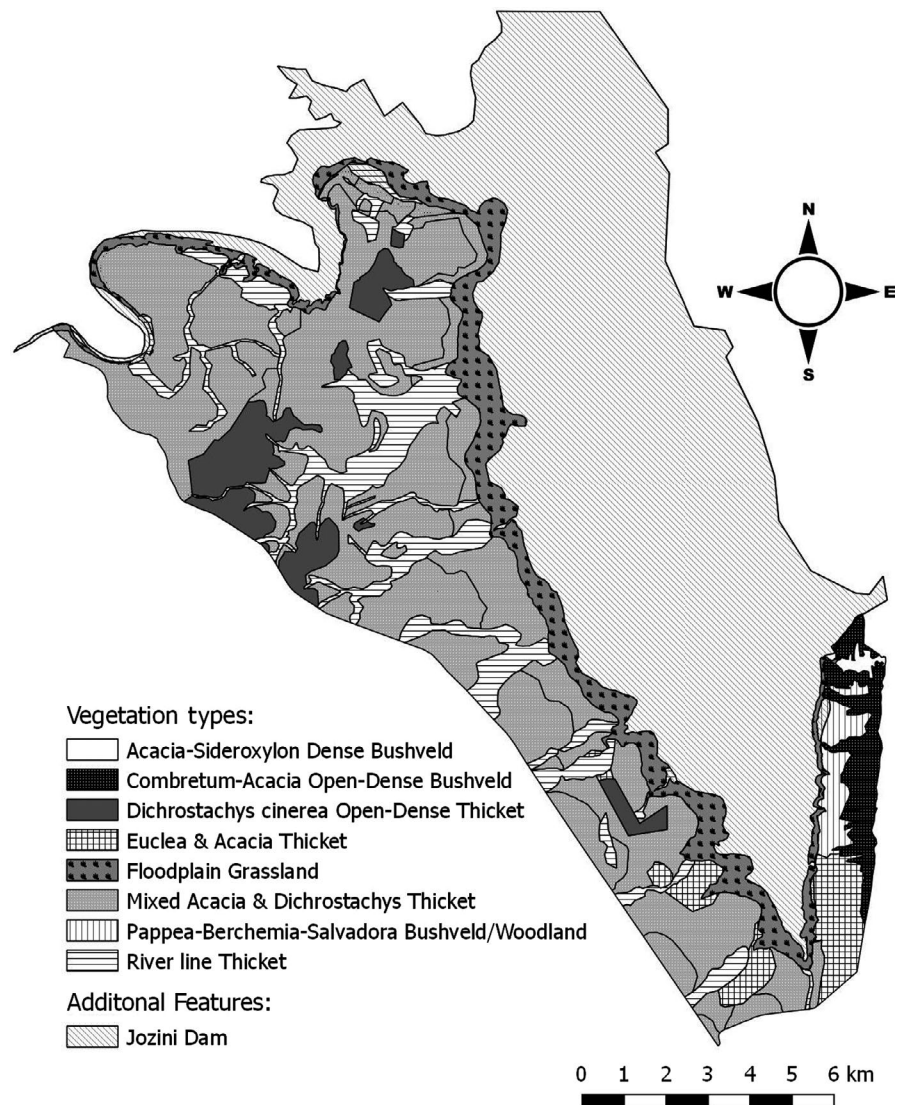 N
W E
S
Vegetation types:
Acacia-Sideroxylon Dense Bushveld
Combretum-Acacia Open-Dense Bushveld
Dichrostachys cinerea Open-Dense Thicket
Euclea & Acacia Thicket
Floodplain Grassland
Mixed Acacia & Dichrostachys Thicket
Pappea-Berchemia-Salvadora Bushveld/Woodland
River line Thicket
Additonal Features:
Jozini Dam
0 1 2 3 4 5 6 km